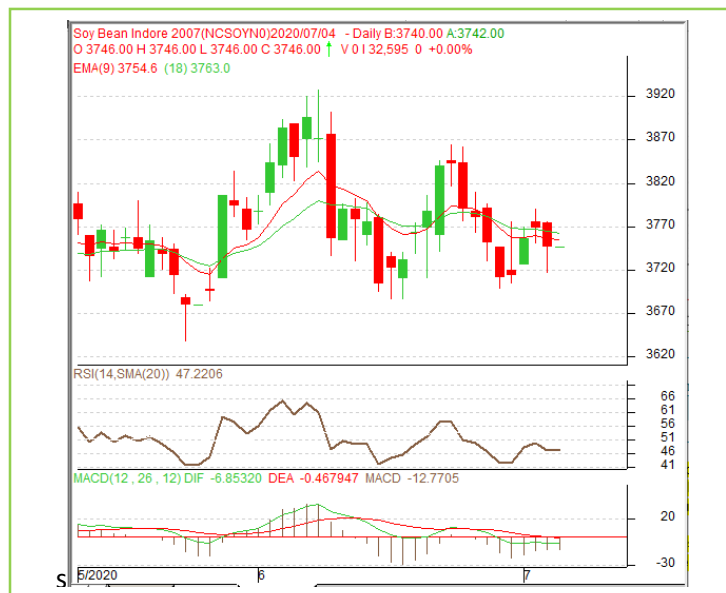 Soy Bean Indore 2007(NCSOYN0)2020/07/04 - Daily B:3740.00 A:3742.00
O 3746.00 H 3746.00 L 3746.00 C 3746.00 V 0 I 32,595 0 +0.00%
EMA(9) 3754.6 (18) 3763.0
3920
3870
3820
3770
3720
3670
3620
RSI(14,SMA(20)) 47.2206
66
61
56
51
46
41
MACD(12 , 26 , 12) DIF -6.85320 DEA -0.467947 MACD -12.7705
20
-30
S
5/2020 6 7